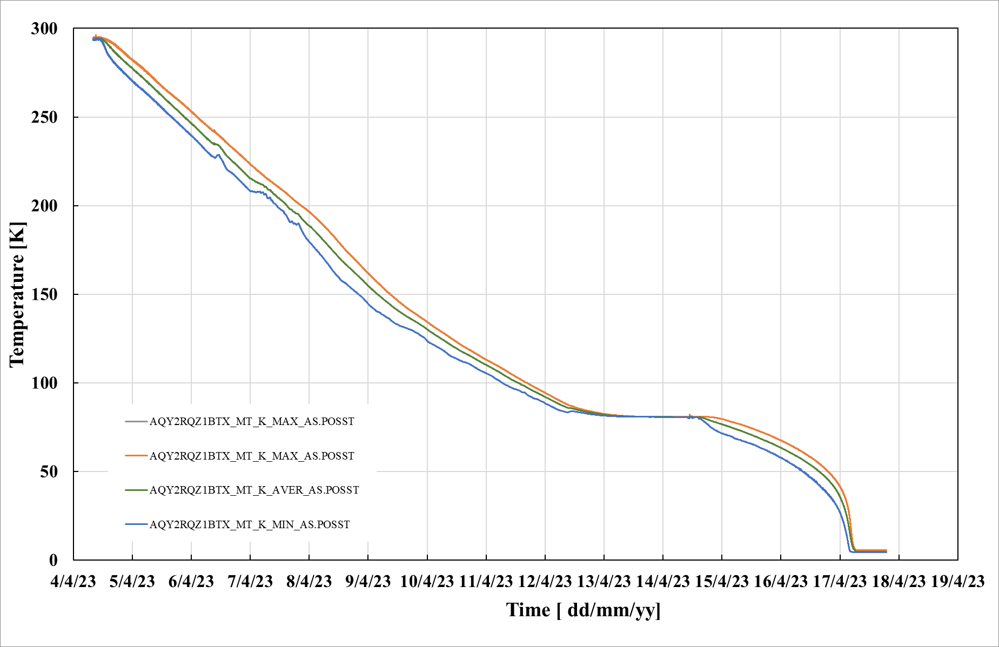 300
250
200
150
100
50
0
Temperature [K]
AQY2RQZ1BTX_MT_K_MAX_AS.POSST
AQY2RQZ1BTX_MT_K_MAX_AS.POSST
AQY2RQZ1BTX_MT_K_AVER_AS.POSST
AQY2RQZ1BTX_MT_K_MIN_AS.POSST
4/4/23 5/4/23 6/4/23 7/4/23 8/4/23 9/4/23 10/4/23 11/4/23 12/4/23 13/4/23 14/4/23 15/4/23 16/4/23 17/4/23 18/4/23 19/4/23
Time [ dd/mm/yy]